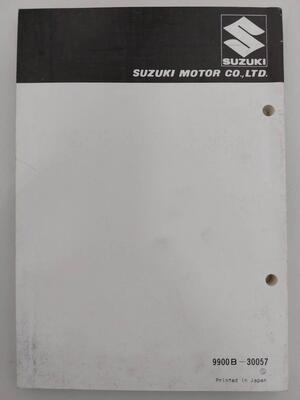 SUZUKI
SUZUKI MOTOR CO.,LTD.
9900B-30057
Printed in Japan